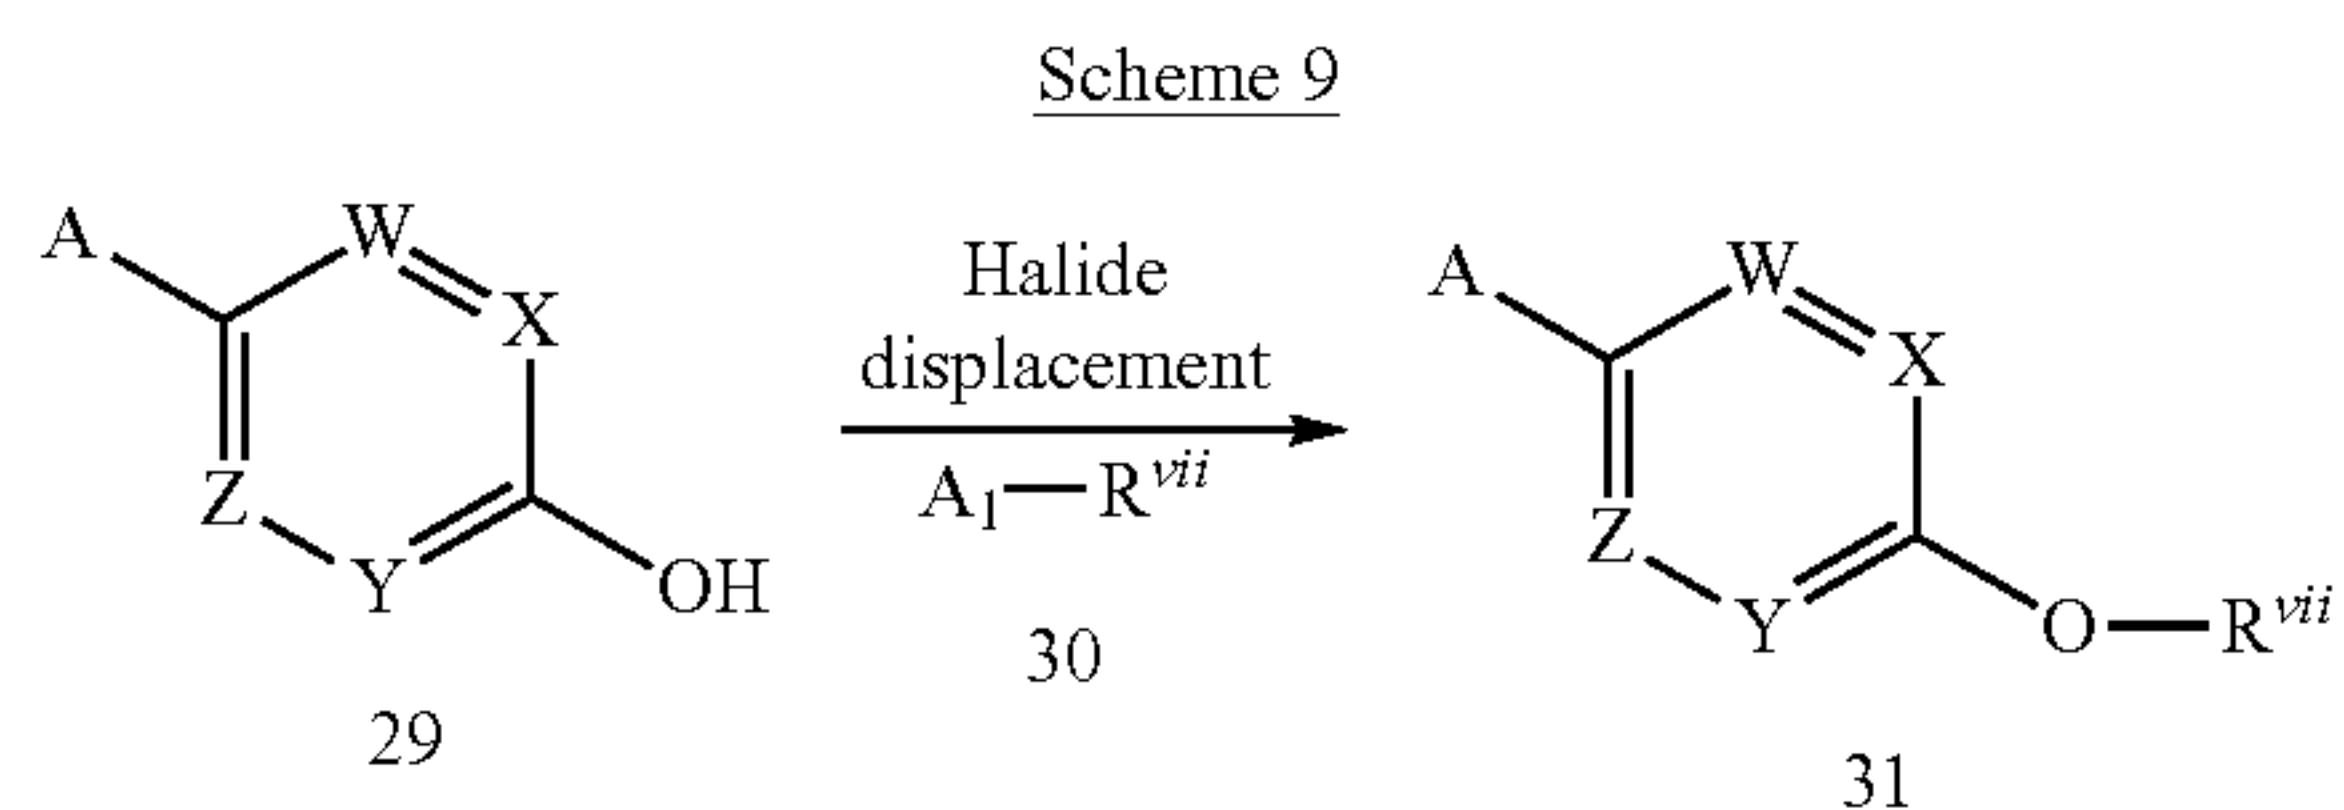 Scheme 9
A
W
X
Z
Y
OH
29
Halide
displacement
A₁—Rᵛⁱⁱ
30
A
W
X
Z
Y
O—Rᵛⁱⁱ
31